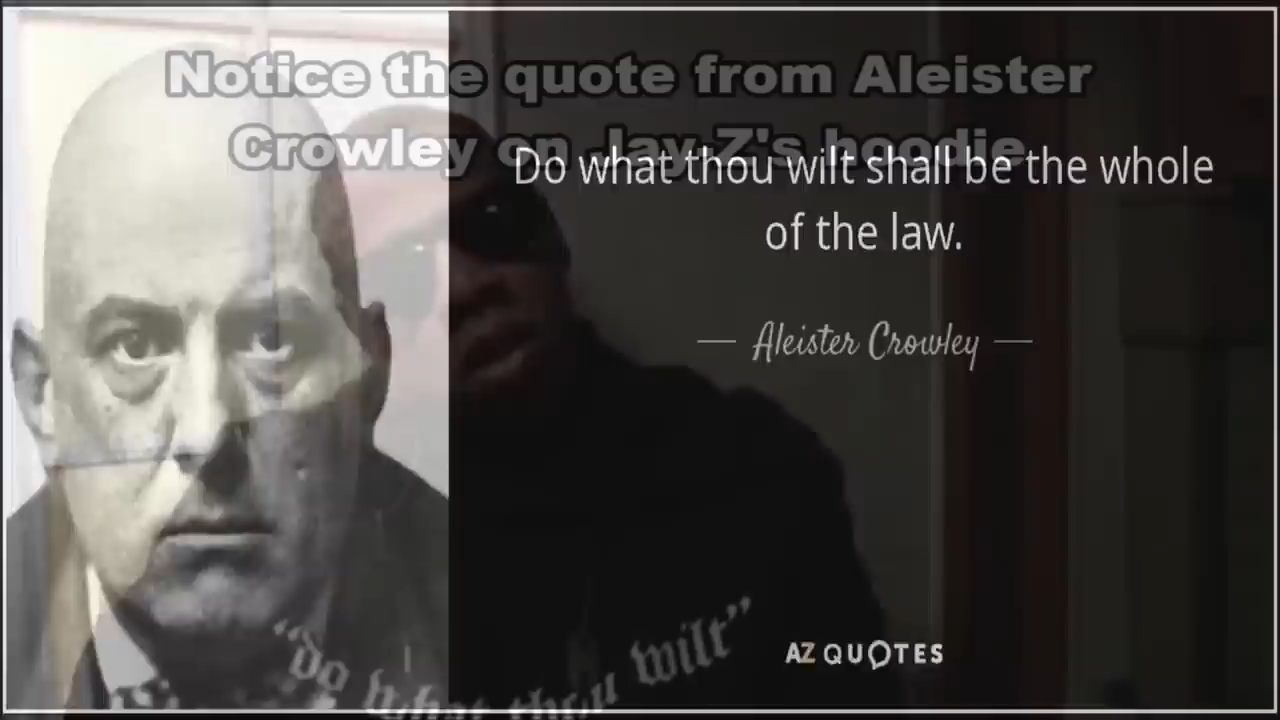 Notice the quote from Aleister
Crowley on Jay Z's hoodie
Do what thou wilt shall be the whole
of the law.
Aleister Crowley
"do what thou wilt"
AZ QUOTES